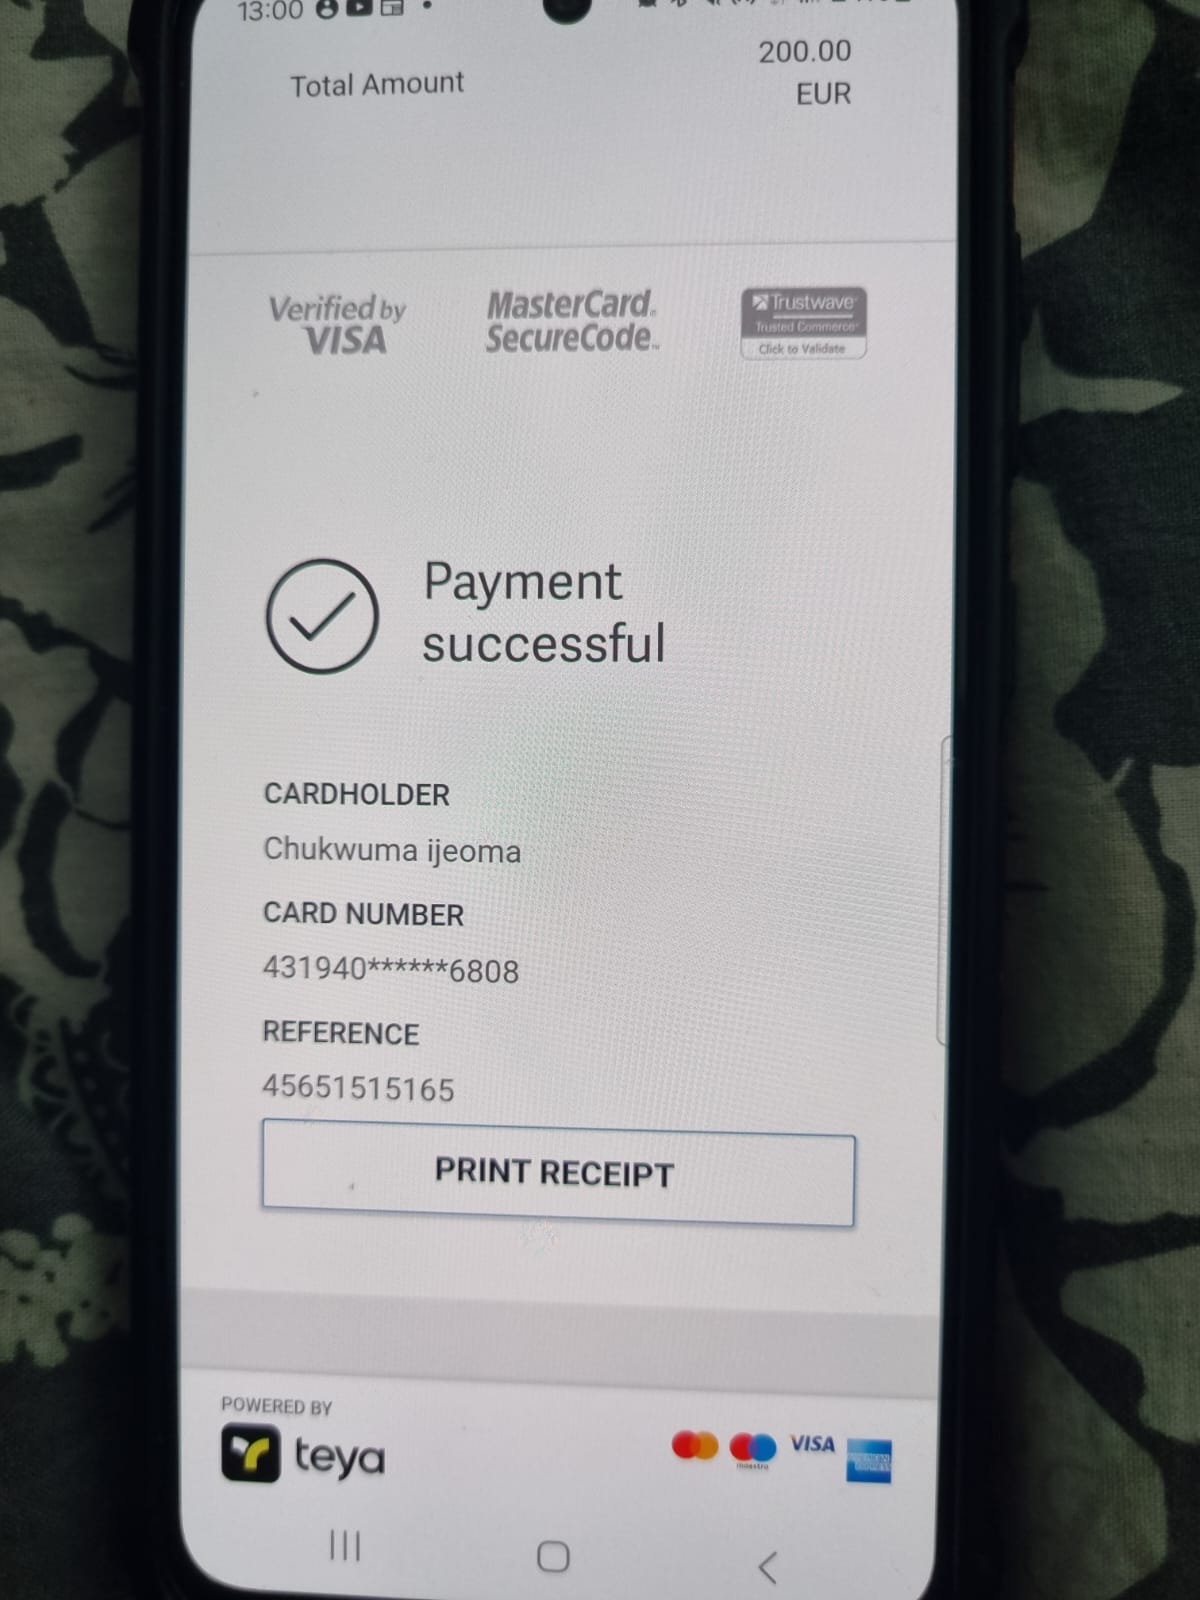 13:00
200.00
Total Amount
EUR
Verified by
VISA
MasterCard.
SecureCode™
Trustwave®
Trusted Commerce®
Click to Validate
Payment
successful
CARDHOLDER
Chukwuma ijeoma
CARD NUMBER
431940******6808
REFERENCE
45651515165
PRINT RECEIPT
POWERED BY
teya
maestro
VISA
AMERICAN
EXPRESS